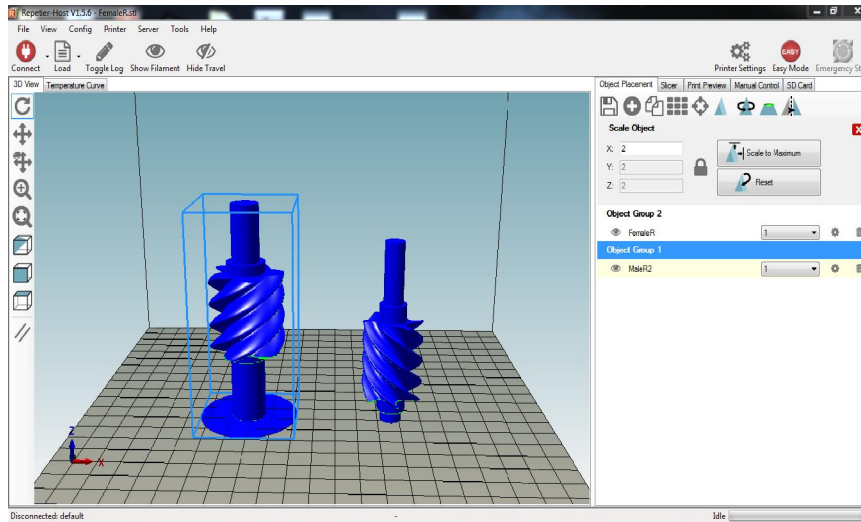 Repetier-Host V1.5.6 - FemaleR.stl
File View Config Printer Server Tools Help
Connect Load Toggle Log Show Filament Hide Travel Printer Settings Easy Mode Emergency St
EASY
3D View Temperature Curve
Object Placement Slicer Print Preview Manual Control SD Card
Scale Object
X: 2
Scale to Maximum
Y: 2
Z: 2
Reset
Object Group 2
FemaleR 1
Object Group 1
MaleR2 1
Z
X
Disconnected: default - Idle